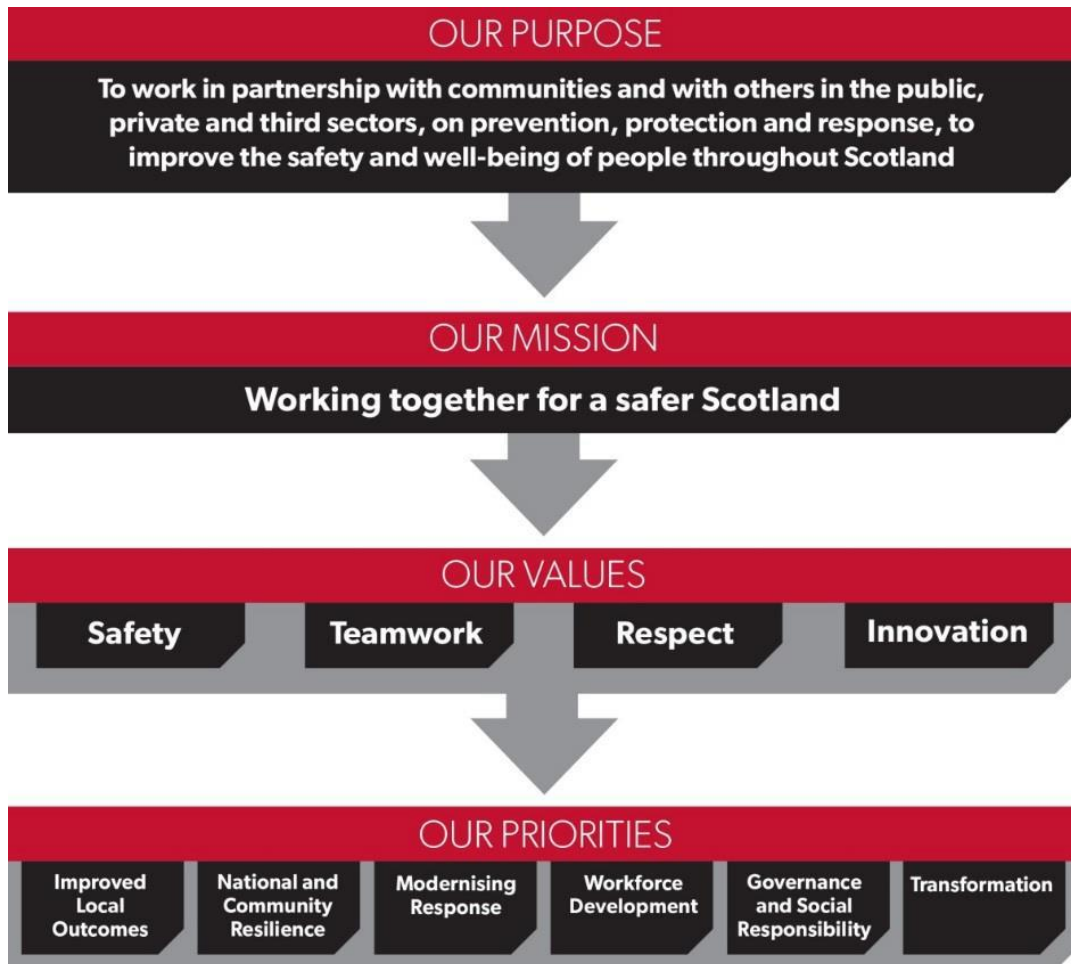 OUR PURPOSE
To work in partnership with communities and with others in the public,
private and third sectors, on prevention, protection and response, to
improve the safety and well-being of people throughout Scotland
OUR MISSION
Working together for a safer Scotland
OUR VALUES
Safety
Teamwork
Respect
Innovation
OUR PRIORITIES
Improved
Local
Outcomes
National and
Community
Resilience
Modernising
Response
Workforce
Development
Governance
and Social
Responsibility
Transformation